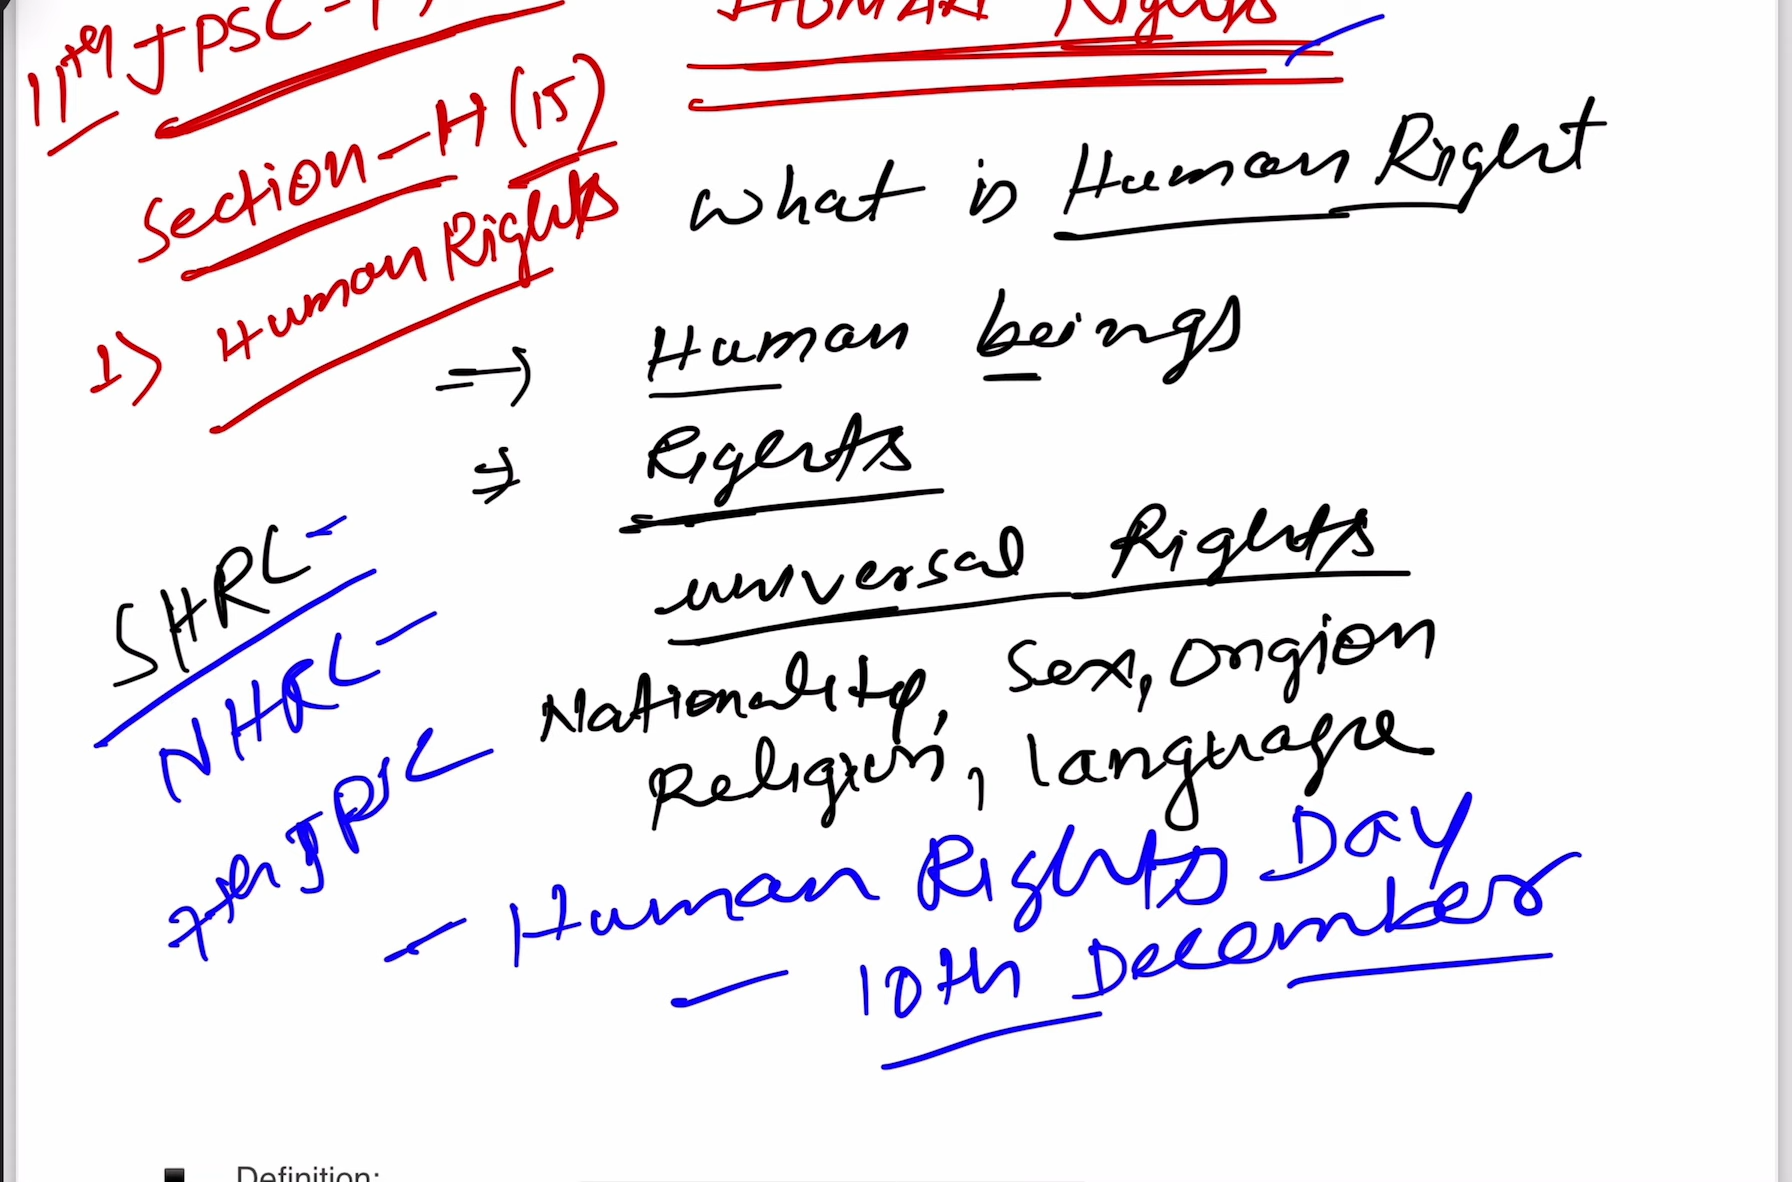 11th JPSC-
Human Rights
Section-H (15)
1) Human Rights
What is Human Right
=> Human beings
=> Rights
universal Rights
Nationality, Sex, Ongion
Religion, language
SHRC-
NHRC-
7th JPSC
- Human Rights Day
- 10th December
Definition: